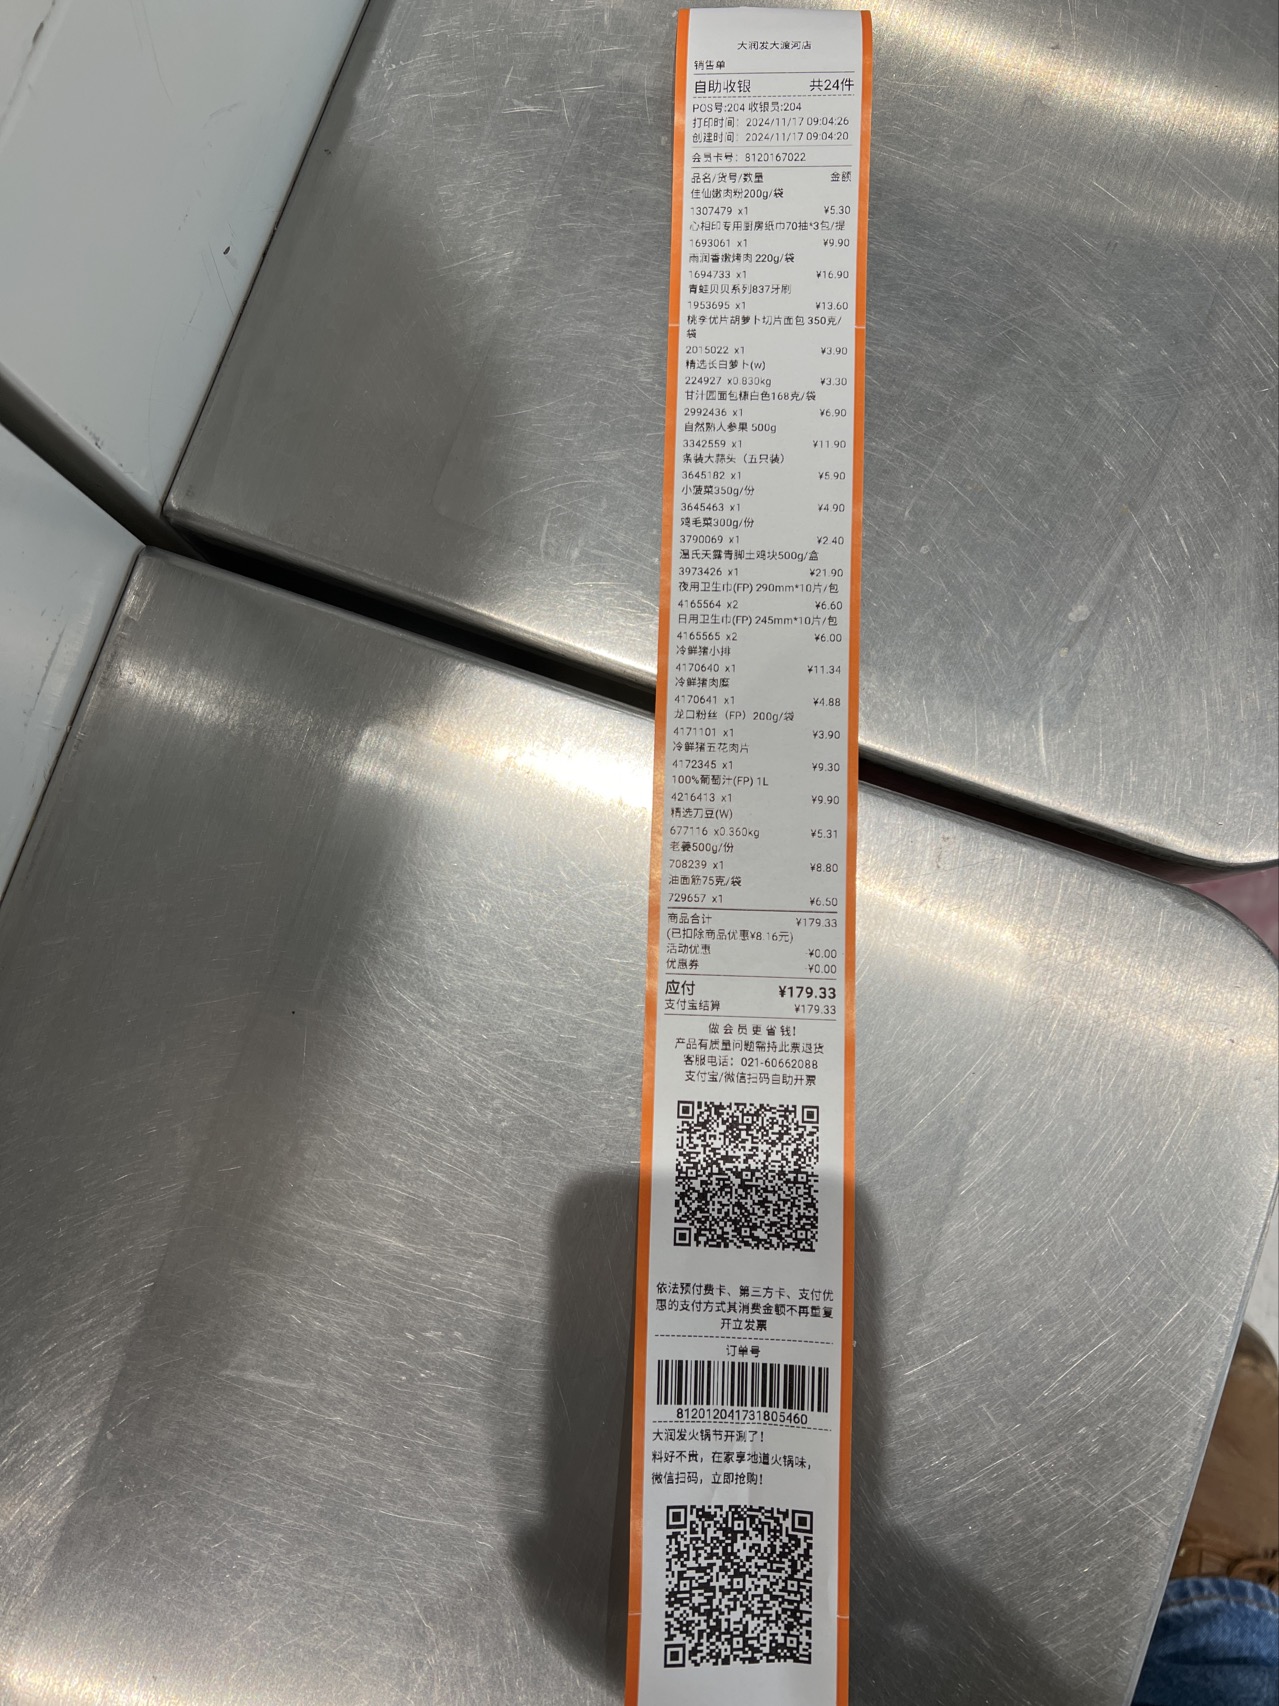 大润发大渡河店
销售单
自助收银 共24件
POS号:204 收银员:204
打印时间: 2024/11/17 09:04:26
创建时间: 2024/11/17 09:04:20
会员卡号: 8120167022
品名/货号/数量 金额
佳仙嫩肉粉200g/袋
1307479 x1 ¥5.30
心相印专用厨房纸巾70抽*3包/提
1693061 x1 ¥9.90
雨润香嫩烤肉 220g/袋
1694733 x1 ¥16.90
青蛙贝贝系列837牙刷
1953695 x1 ¥13.60
桃李优片胡萝卜切片面包 350克/
袋
2015022 x1 ¥3.90
精选长白萝卜(w)
224927 x0.830kg ¥3.30
甘汁园面包糠白色168克/袋
2992436 x1 ¥6.90
自然熟人参果 500g
3342559 x1 ¥11.90
条装大蒜头（五只装）
3645182 x1 ¥5.90
小菠菜350g/份
3645463 x1 ¥4.90
鸡毛菜300g/份
3790069 x1 ¥2.40
温氏天露青脚土鸡块500g/盒
3973426 x1 ¥21.90
夜用卫生巾(FP) 290mm*10片/包
4165564 x2 ¥6.60
日用卫生巾(FP) 245mm*10片/包
4165565 x2 ¥6.00
冷鲜猪小排
4170640 x1 ¥11.34
冷鲜猪肉糜
4170641 x1 ¥4.88
龙口粉丝（FP）200g/袋
4171101 x1 ¥3.90
冷鲜猪五花肉片
4172345 x1 ¥9.30
100%葡萄汁(FP) 1L
4216413 x1 ¥9.90
精选刀豆(W)
677116 x0.360kg ¥5.31
老姜500g/份
708239 x1 ¥8.80
油面筋75克/袋
729657 x1 ¥6.50
商品合计 ¥179.33
(已扣除商品优惠¥8.16元)
活动优惠 ¥0.00
优惠券 ¥0.00
应付 ¥179.33
支付宝结算 ¥179.33
做会员更省钱!
产品有质量问题需持此票退货
客服电话: 021-60662088
支付宝/微信扫码自助开票
依法预付费卡、第三方卡、支付优
惠的支付方式其消费金额不再重复
开立发票
订单号
812012041731805460
大润发火锅节开涮了!
料好不贵，在家享地道火锅味，
微信扫码，立即抢购!